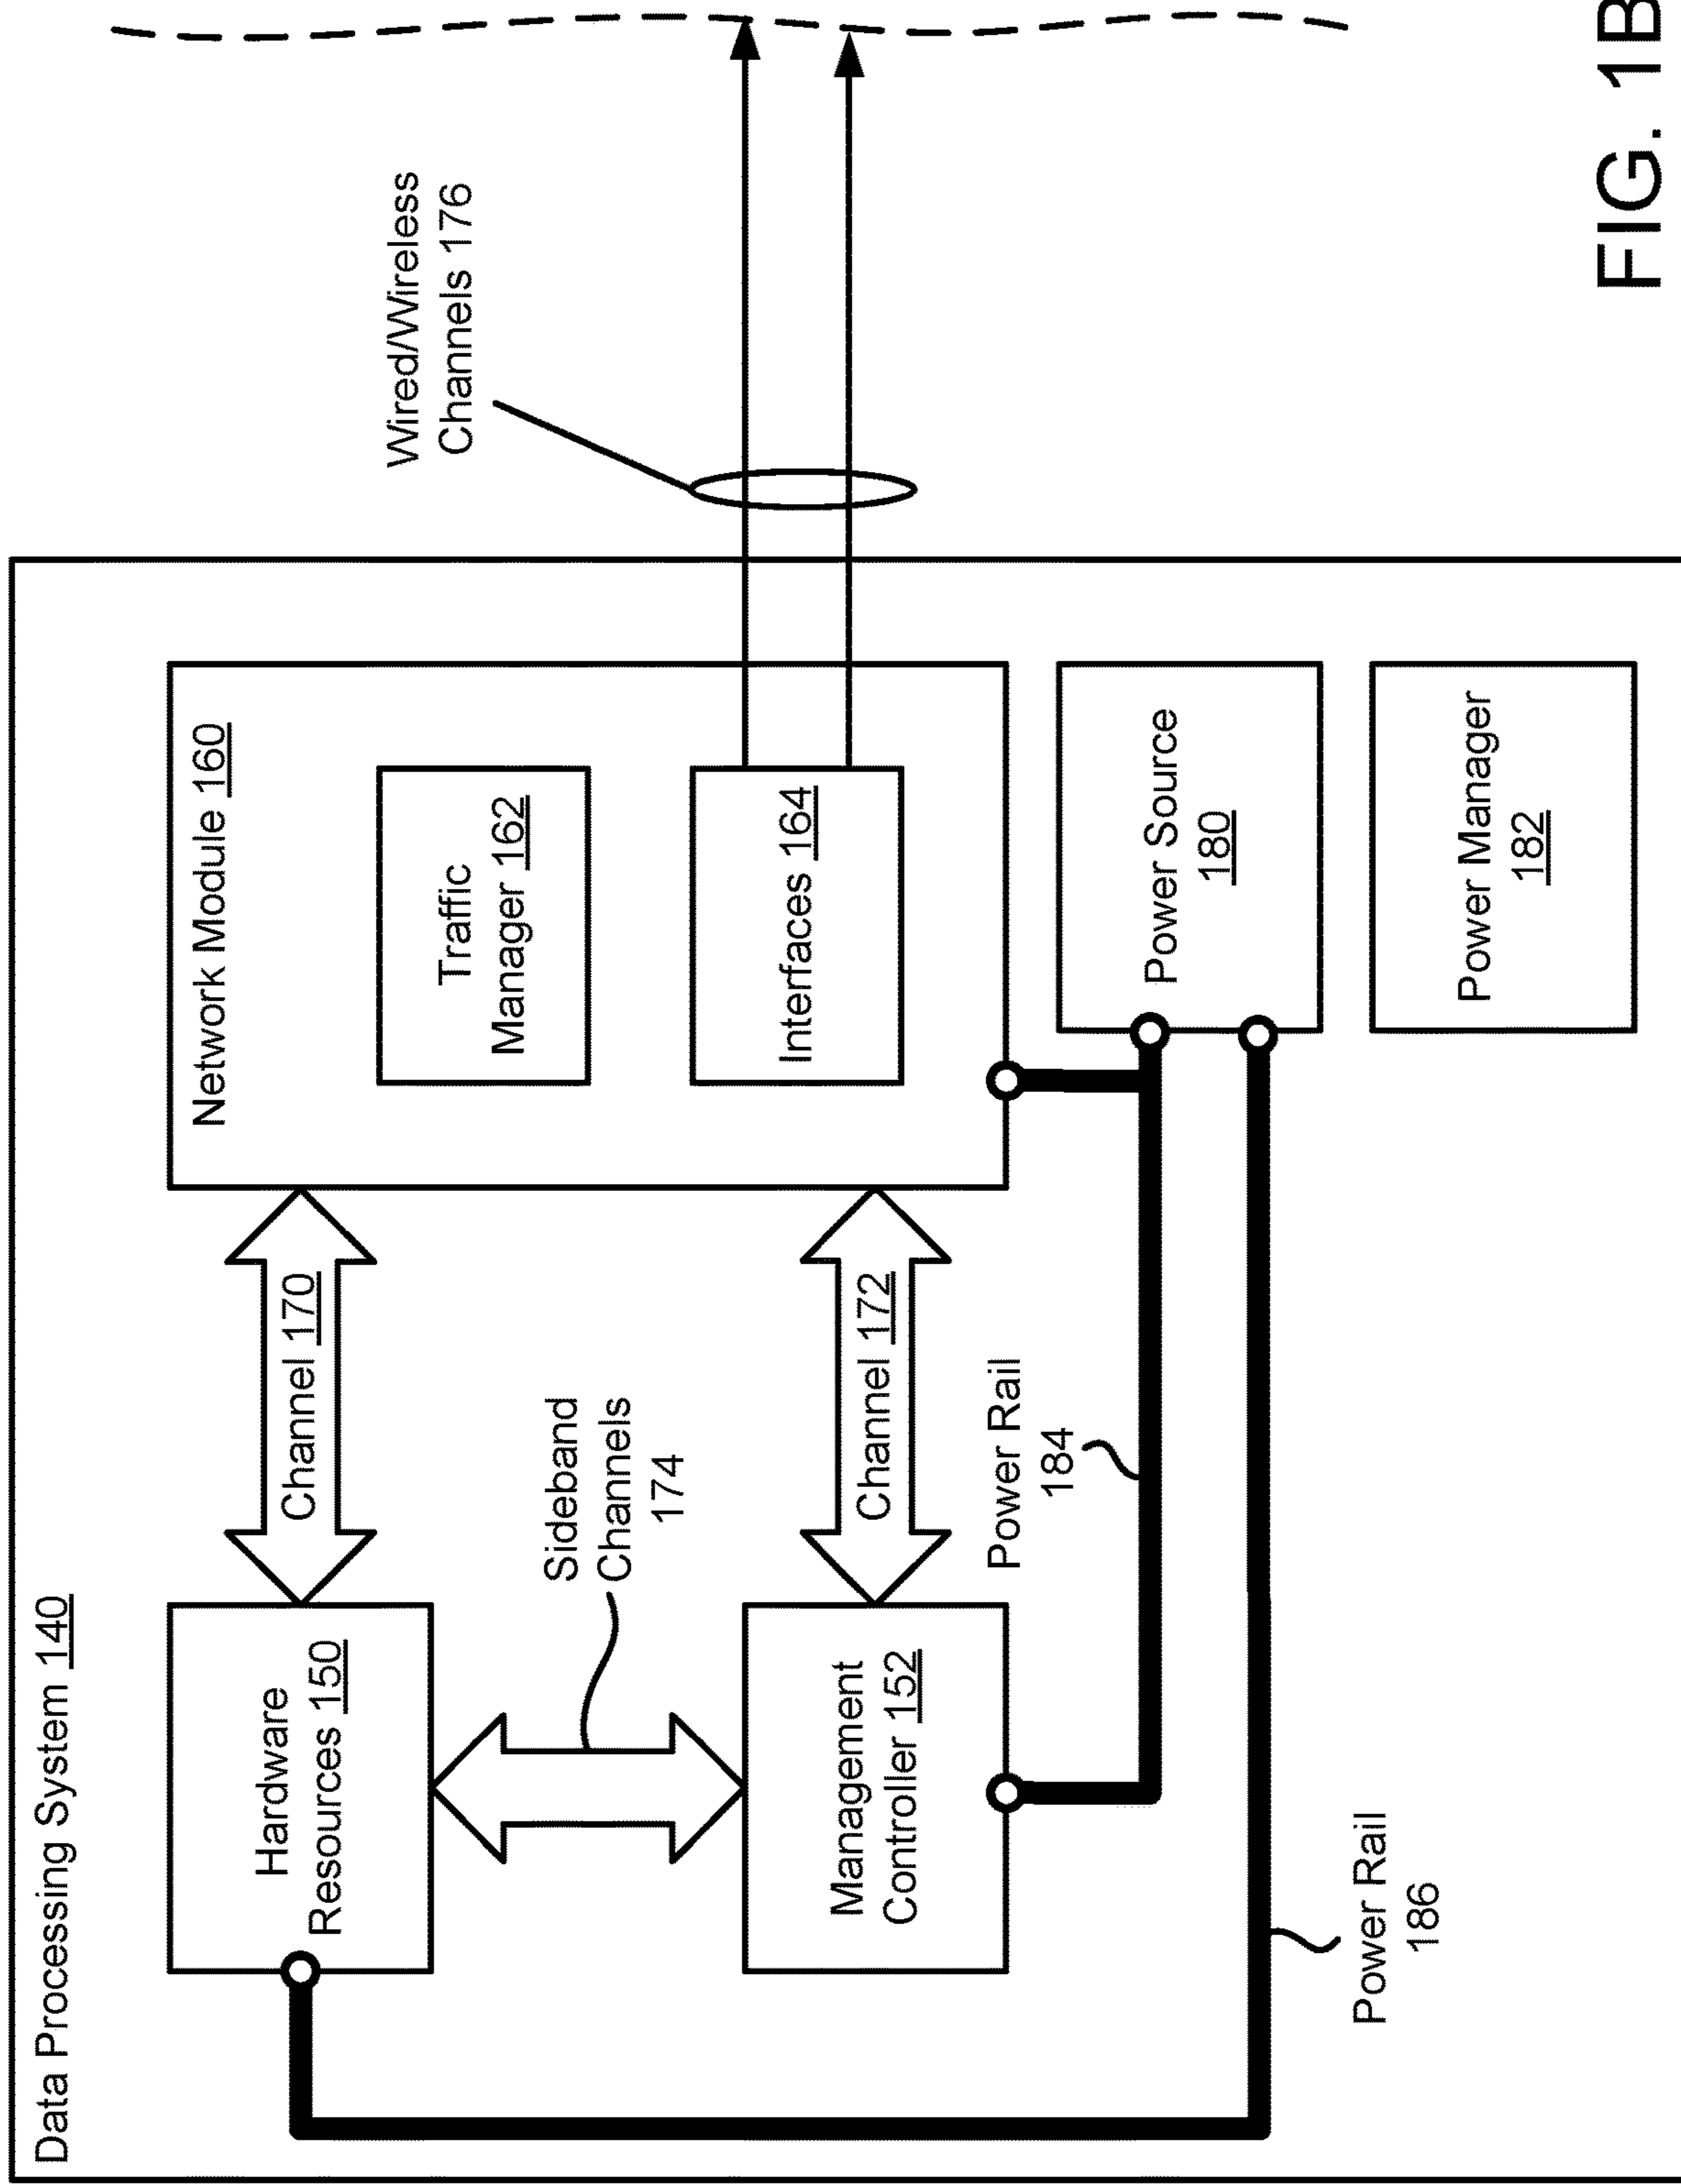 Data Processing System 140
Hardware
Resources 150
Channel 170
Network Module 160
Traffic
Manager 162
Interfaces 164
Wired/Wireless
Channels 176
Sideband
Channels
174
Management
Controller 152
Channel 172
Power Rail
184
Power Source
180
Power Rail
186
Power Manager
182
FIG. 1B